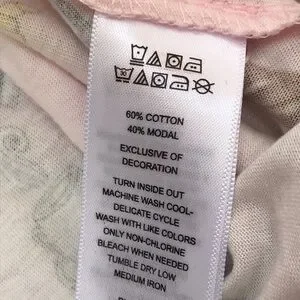 60% COTTON
40% MODAL
EXCLUSIVE OF
DECORATION
TURN INSIDE OUT
MACHINE WASH COOL-
DELICATE CYCLE
WASH WITH LIKE COLORS
ONLY NON-CHLORINE
BLEACH WHEN NEEDED
TUMBLE DRY LOW
MEDIUM IRON